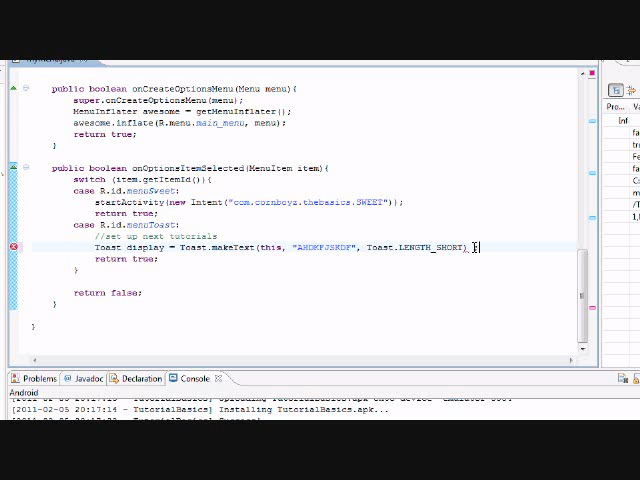 public boolean onCreateOptionsMenu(Menu menu){
super.onCreateOptionsMenu(menu);
MenuInflater awesome = getMenuInflater();
awesome.inflate(R.menu.main_menu, menu);
return true;
}
public boolean onOptionsItemSelected(MenuItem item){
switch (item.getItemId()){
case R.id.menuSweet:
startActivity(new Intent("com.cornboyz.thebasics.SWEET"));
return true;
case R.id.menuToast:
//set up next tutorials
Toast display = Toast.makeText(this, "AHDKFJSKDF", Toast.LENGTH_SHORT)
return true;
}
return false;
}
}
Pro...
Problems Javadoc Declaration Console
Android
[2011-02-05 20:17:14 - TutorialBasics] Installing TutorialBasics.apk...